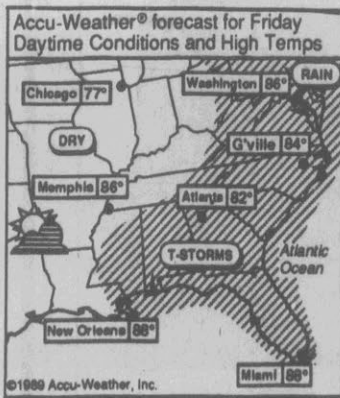 Accu-Weather® forecast for Friday
Daytime Conditions and High Temps
Washington 86°
RAIN
Chicago 77°
DRY
G'ville 84°
Memphis 86°
Atlanta 82°
T-STORMS
Atlantic
Ocean
New Orleans 88°
Miami 88°
©1989 Accu-Weather, Inc.